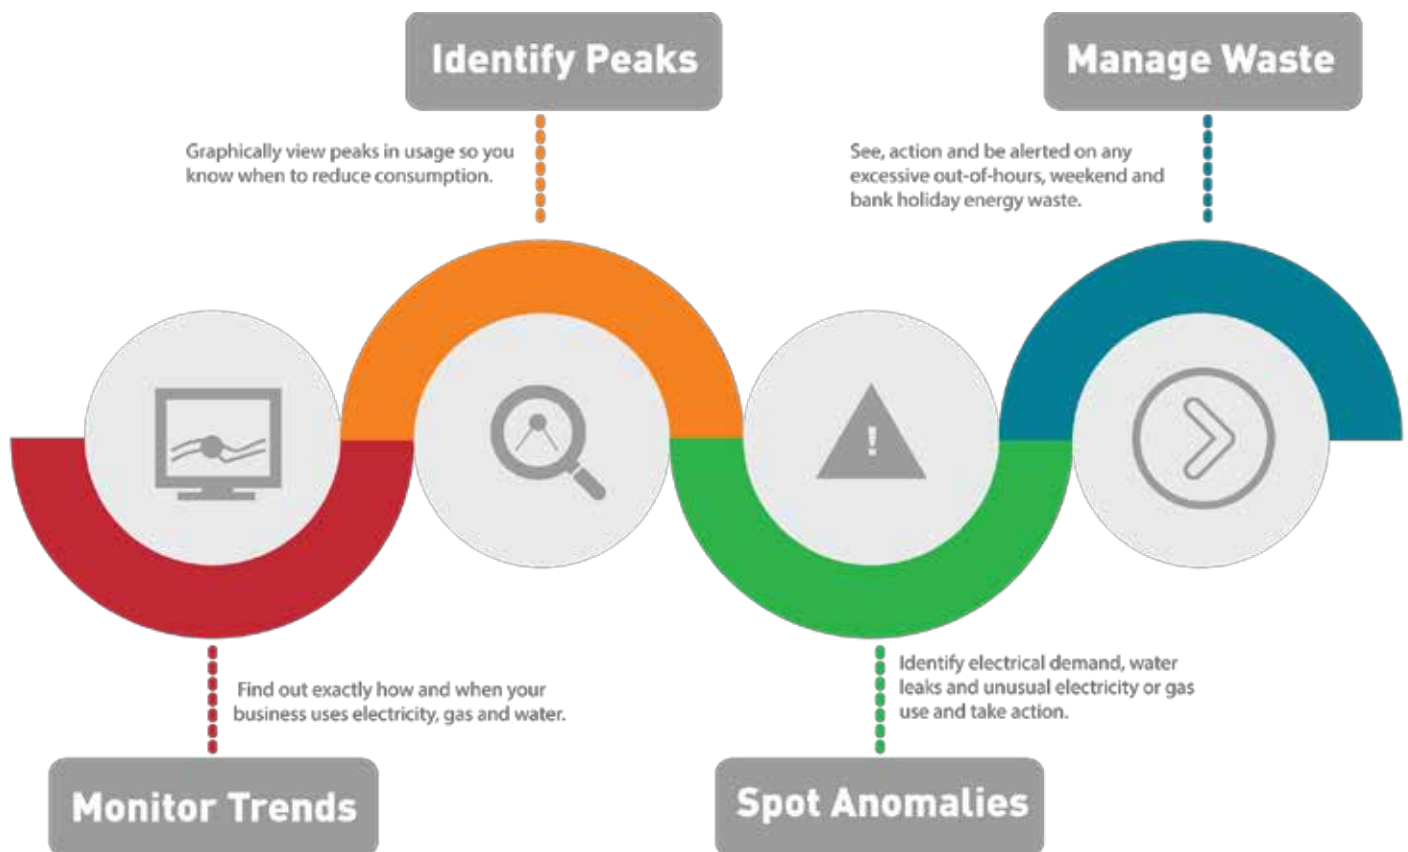 Identify Peaks
Graphically view peaks in usage so you
know when to reduce consumption.
Manage Waste
See, action and be alerted on any
excessive out-of-hours, weekend and
bank holiday energy waste.
!
Find out exactly how and when your
business uses electricity, gas and water.
Monitor Trends
Identify electrical demand, water
leaks and unusual electricity or gas
use and take action.
Spot Anomalies